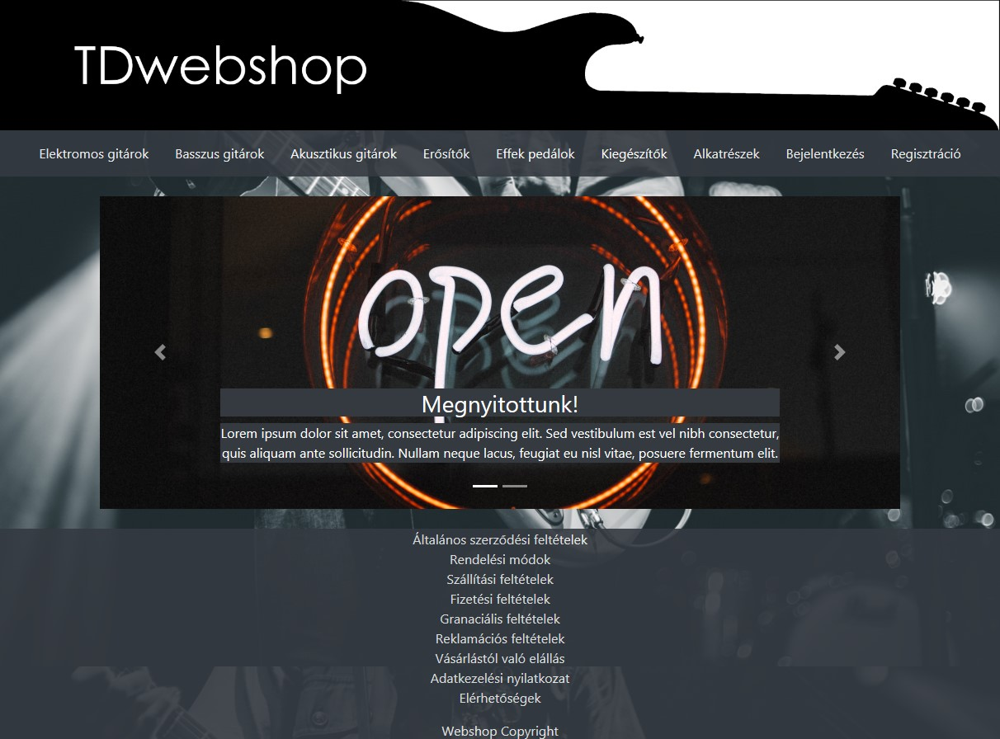 TDwebshop
Elektromos gitárok Basszus gitárok Akusztikus gitárok Erősítők Effek pedálok Kiegészítők Alkatrészek Bejelentkezés Regisztráció
open
Megnyitottunk!
Lorem ipsum dolor sit amet, consectetur adipiscing elit. Sed vestibulum est vel nibh consectetur,
quis aliquam ante sollicitudin. Nullam neque lacus, feugiat eu nisl vitae, posuere fermentum elit.
Általános szerződési feltételek
Rendelési módok
Szállítási feltételek
Fizetési feltételek
Granaciális feltételek
Reklamációs feltételek
Vásárlástól való elállás
Adatkezelési nyilatkozat
Elérhetőségek
Webshop Copyright